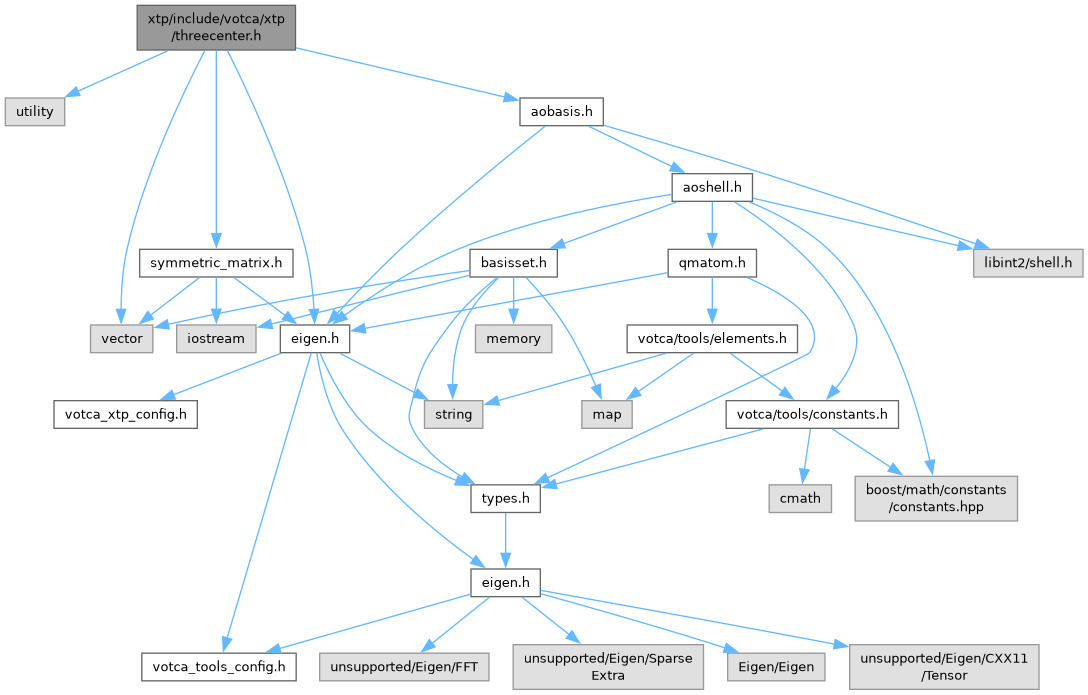 xtp/include/votca/xtp
/threecenter.h
utility
aobasis.h
aoshell.h
symmetric_matrix.h
basisset.h
qmatom.h
libint2/shell.h
vector
iostream
eigen.h
memory
votca/tools/elements.h
votca_xtp_config.h
string
map
votca/tools/constants.h
types.h
cmath
boost/math/constants
/constants.hpp
eigen.h
votca_tools_config.h
unsupported/Eigen/FFT
unsupported/Eigen/Sparse
Extra
Eigen/Eigen
unsupported/Eigen/CXX11
/Tensor